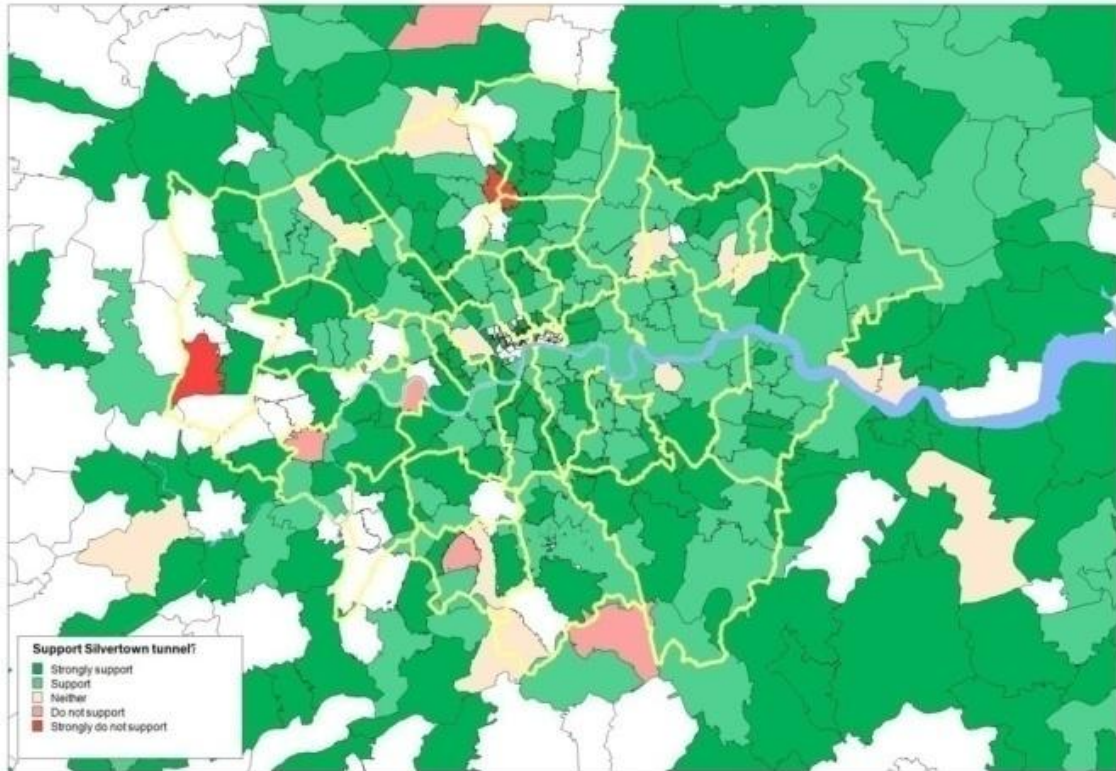 Support Silvertown tunnel?
Strongly support
Support
Neither
Do not support
Strongly do not support